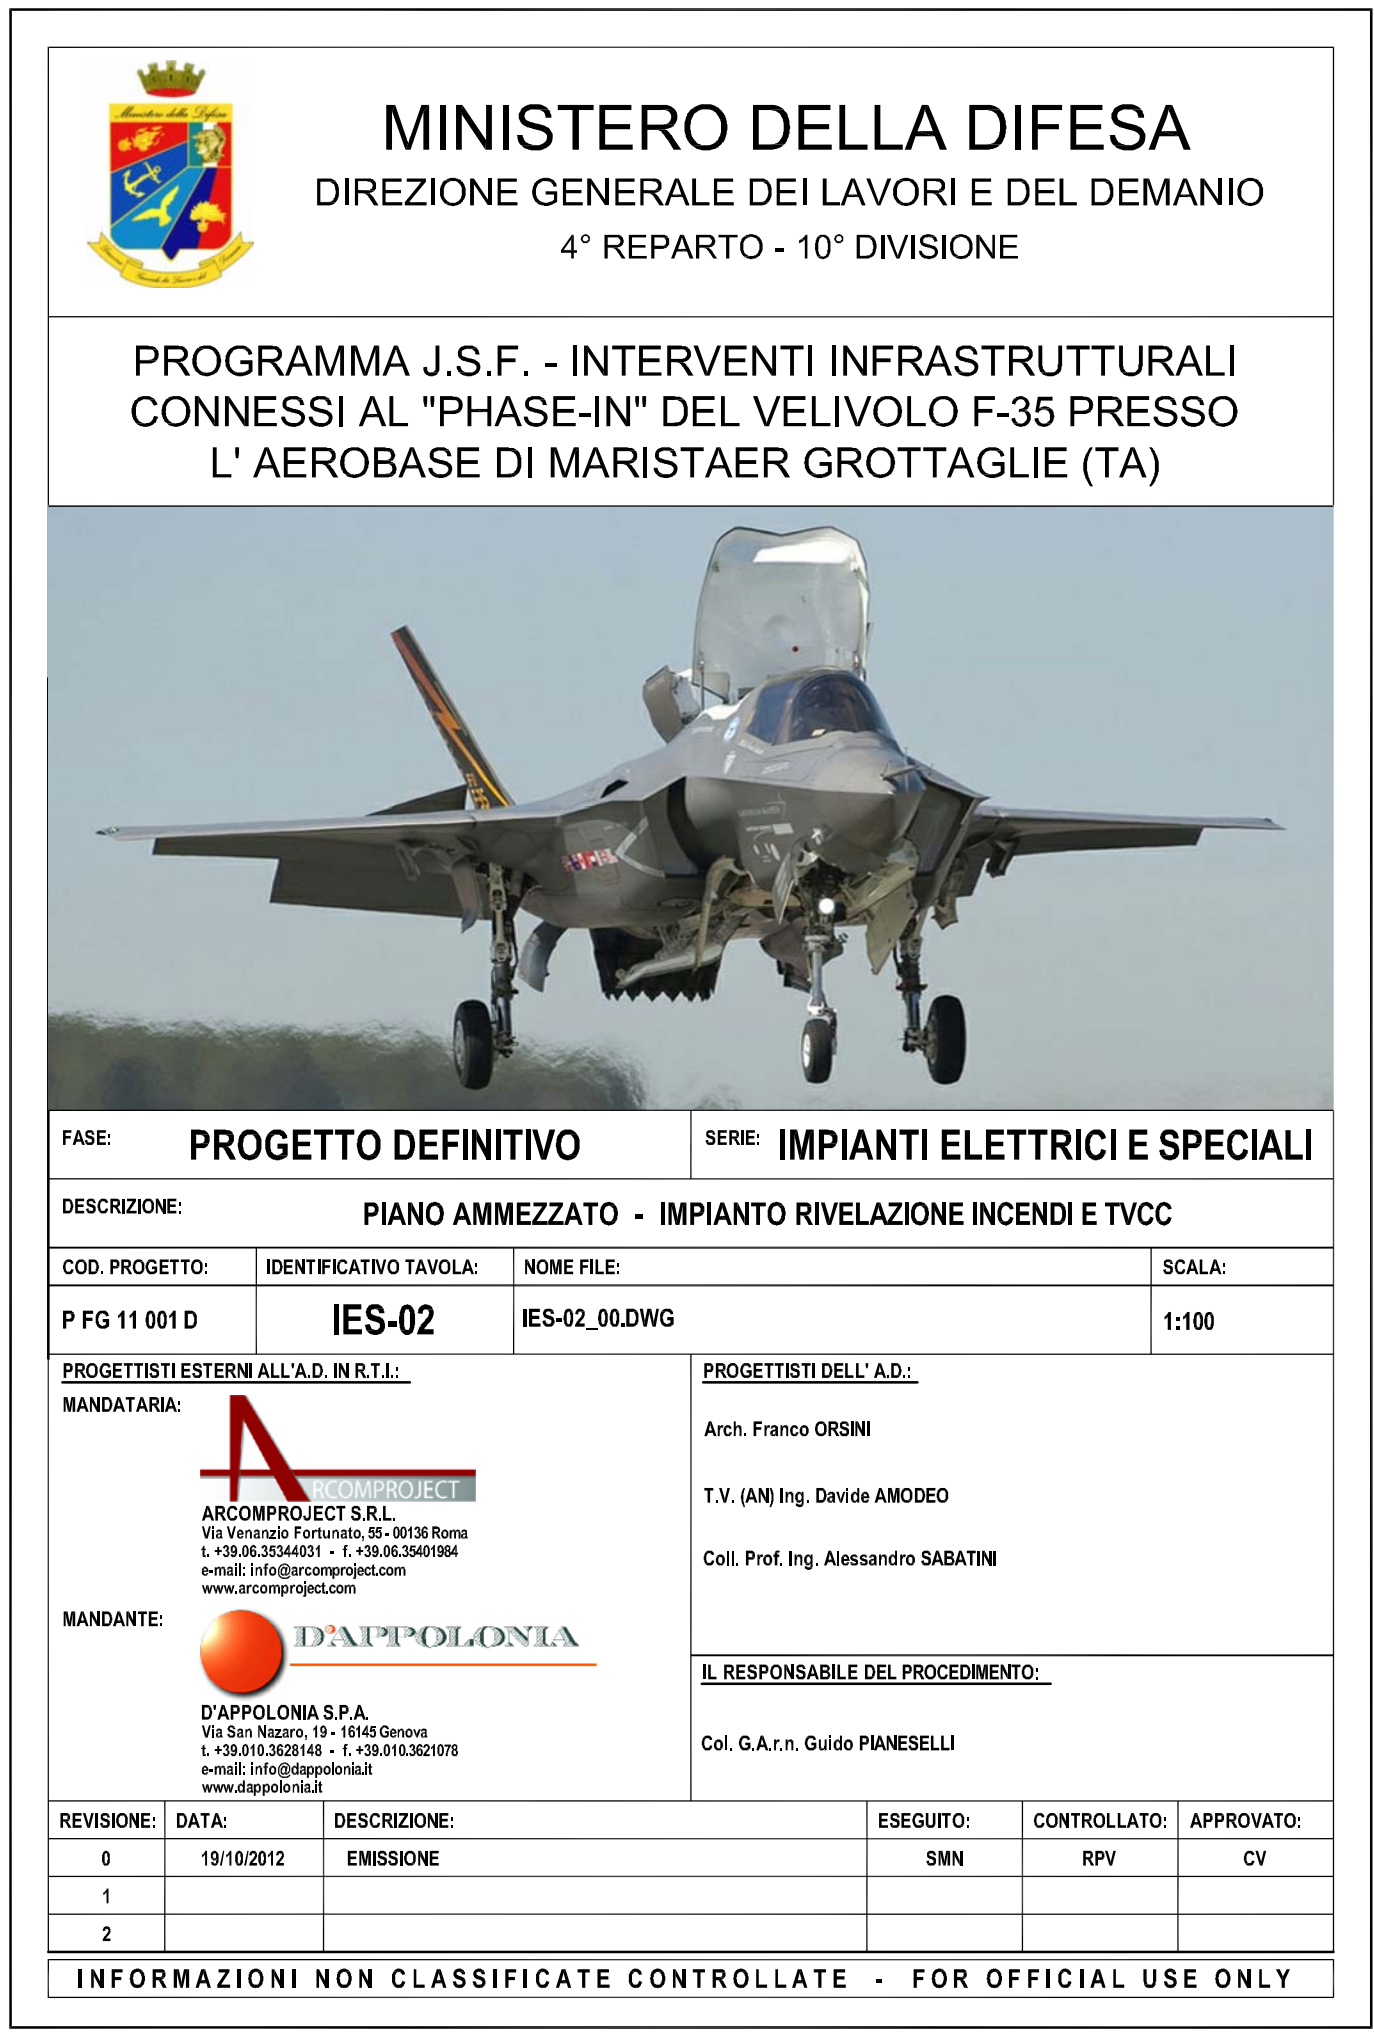 Ministero della Difesa
MINISTERO DELLA DIFESA
DIREZIONE GENERALE DEI LAVORI E DEL DEMANIO
4° REPARTO - 10° DIVISIONE
PROGRAMMA J.S.F. - INTERVENTI INFRASTRUTTURALI
CONNESSI AL "PHASE-IN" DEL VELIVOLO F-35 PRESSO
L' AEROBASE DI MARISTAER GROTTAGLIE (TA)
FASE: PROGETTO DEFINITIVO SERIE: IMPIANTI ELETTRICI E SPECIALI
DESCRIZIONE: PIANO AMMEZZATO - IMPIANTO RIVELAZIONE INCENDI E TVCC
COD. PROGETTO: IDENTIFICATIVO TAVOLA: NOME FILE: SCALA:
P FG 11 001 D IES-02 IES-02_00.DWG 1:100
PROGETTISTI ESTERNI ALL'A.D. IN R.T.I.:
MANDATARIA:
ARCOMPROJECT
ARCOMPROJECT S.R.L.
Via Venanzio Fortunato, 55 - 00136 Roma
t. +39.06.35344031 - f. +39.06.35401984
e-mail: info@arcomproject.com
www.arcomproject.com
MANDANTE:
D'APPOLONIA
D'APPOLONIA S.P.A.
Via San Nazaro, 19 - 16145 Genova
t. +39.010.3628148 - f. +39.010.3621078
e-mail: info@dappolonia.it
www.dappolonia.it
PROGETTISTI DELL' A.D.:
Arch. Franco ORSINI
T.V. (AN) Ing. Davide AMODEO
Coll. Prof. Ing. Alessandro SABATINI
IL RESPONSABILE DEL PROCEDIMENTO:
Col. G.A.r.n. Guido PIANESELLI
REVISIONE: DATA: DESCRIZIONE: ESEGUITO: CONTROLLATO: APPROVATO:
0 19/10/2012 EMISSIONE SMN RPV CV
1
2
INFORMAZIONI NON CLASSIFICATE CONTROLLATE - FOR OFFICIAL USE ONLY